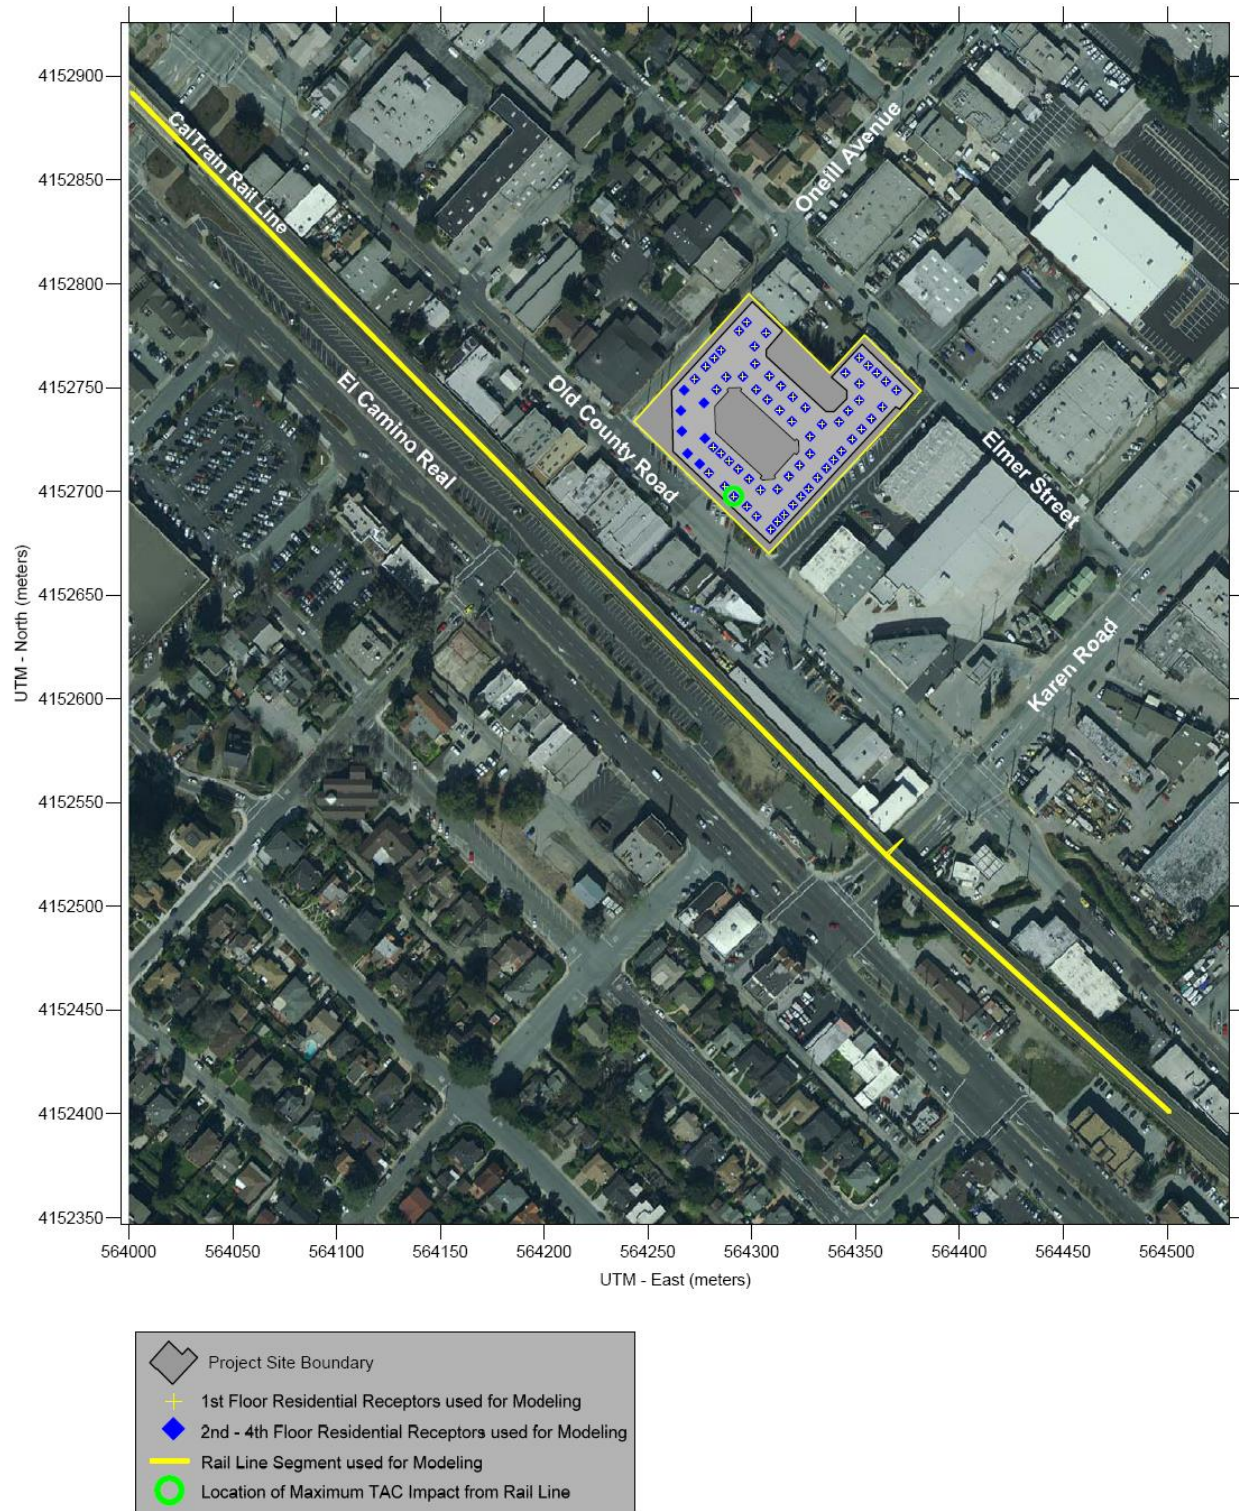 4152900
4152850
4152800
4152750
4152700
4152650
4152600
4152550
4152500
4152450
4152400
4152350
UTM - North (meters)
CalTrain Rail Line
El Camino Real
Old County Road
Oneill Avenue
Elmer Street
Karen Road
564000 564050 564100 564150 564200 564250 564300 564350 564400 564450 564500
UTM - East (meters)
Project Site Boundary
1st Floor Residential Receptors used for Modeling
2nd - 4th Floor Residential Receptors used for Modeling
Rail Line Segment used for Modeling
Location of Maximum TAC Impact from Rail Line